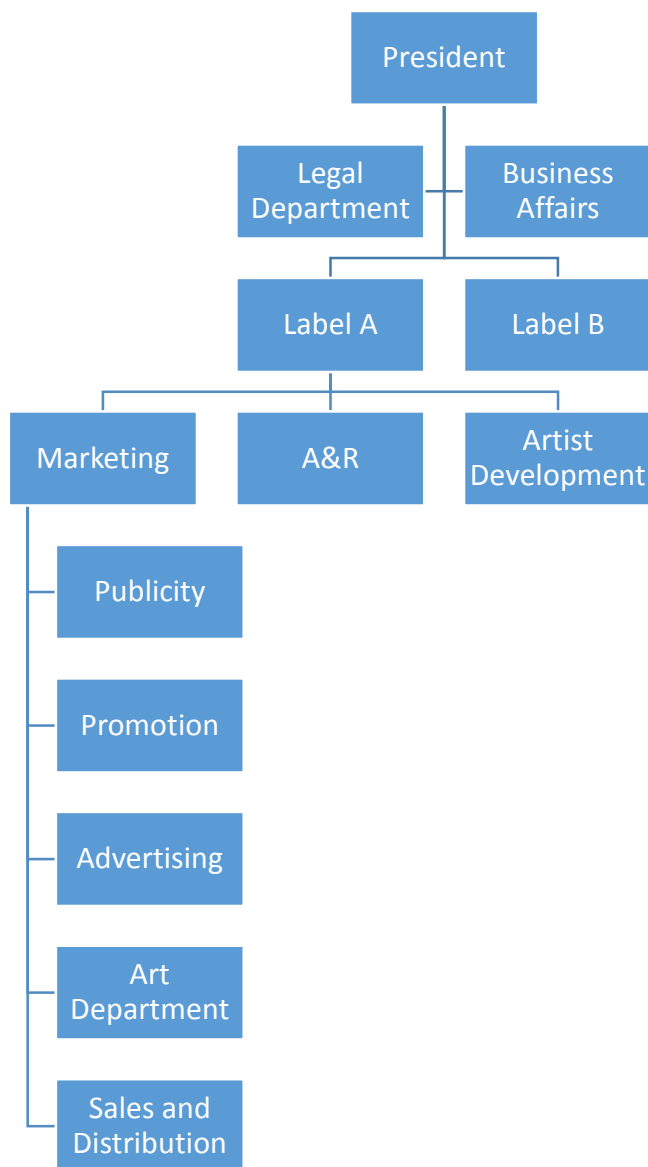 President
Legal
Department
Business
Affairs
Label A
Label B
Marketing
A&R
Artist
Development
Publicity
Promotion
Advertising
Art
Department
Sales and
Distribution